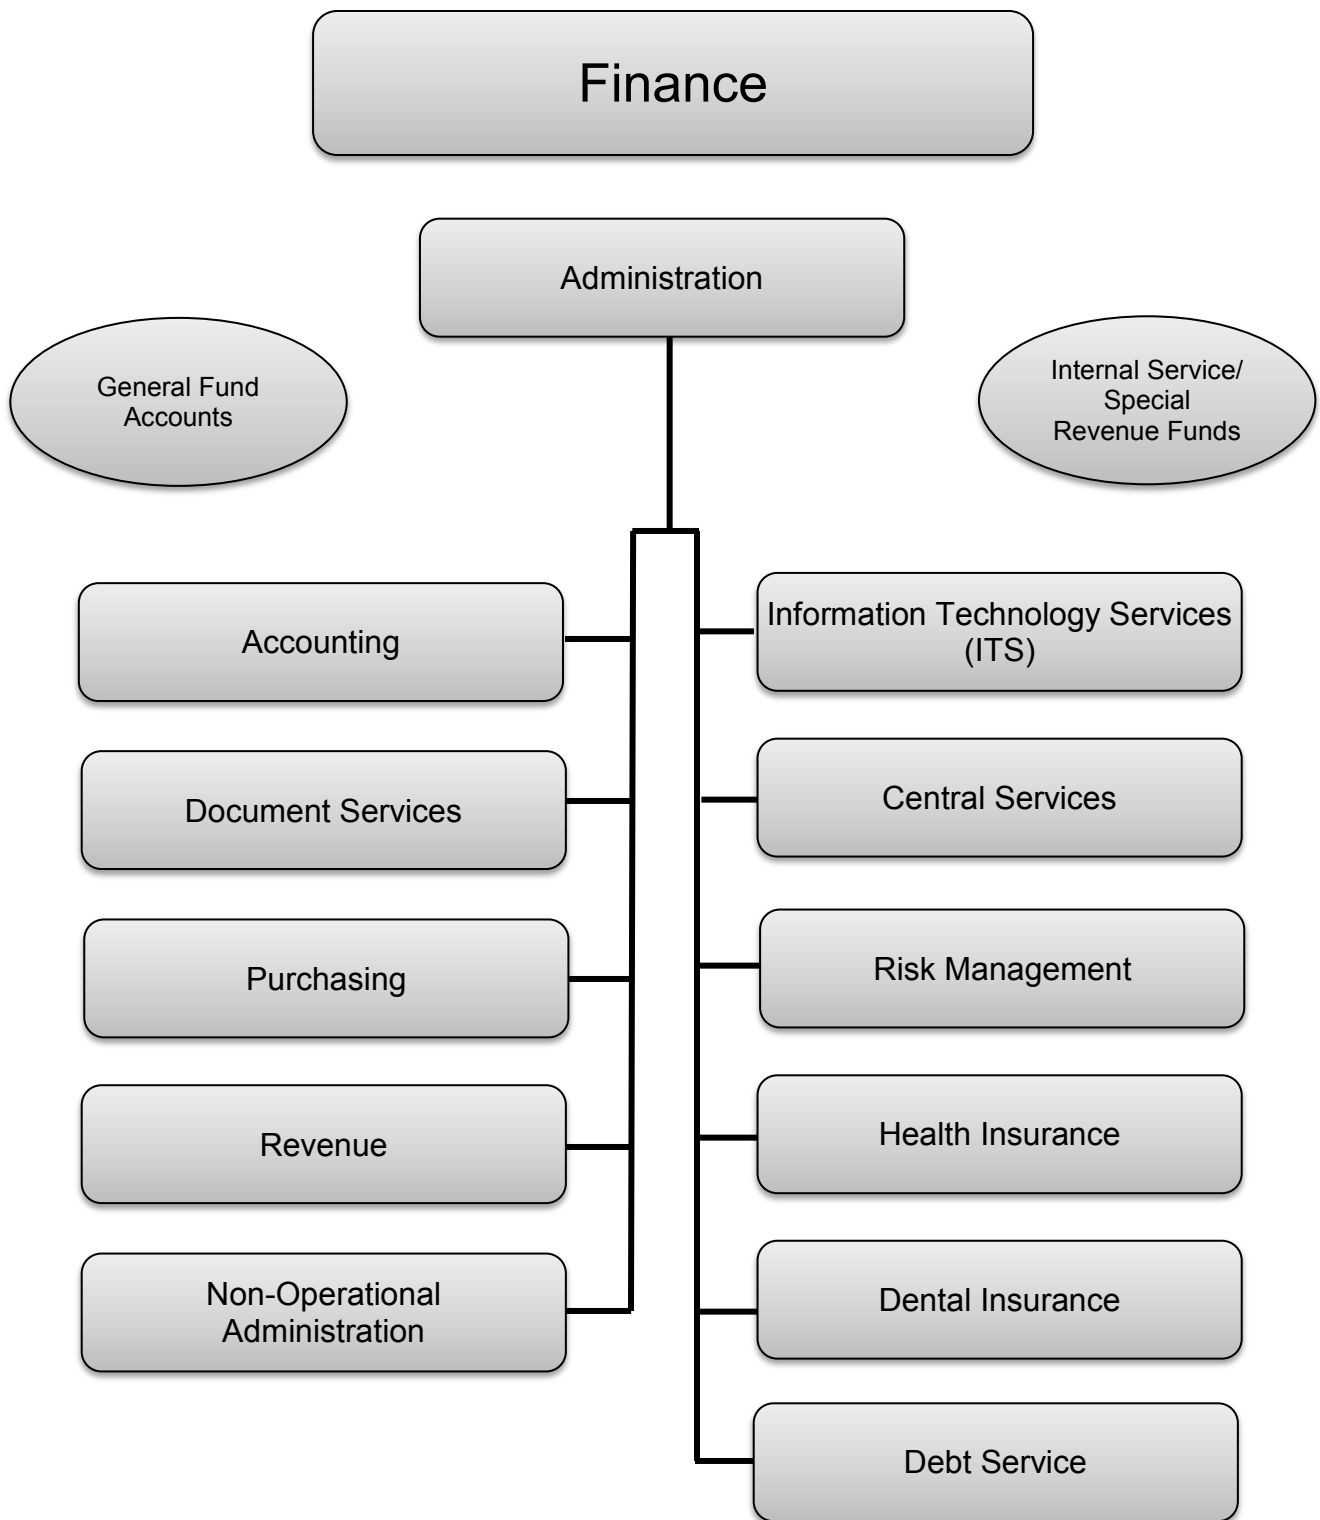 Finance
Administration
General Fund
Accounts
Internal Service/
Special
Revenue Funds
Accounting
Document Services
Purchasing
Revenue
Non-Operational
Administration
Information Technology Services
(ITS)
Central Services
Risk Management
Health Insurance
Dental Insurance
Debt Service